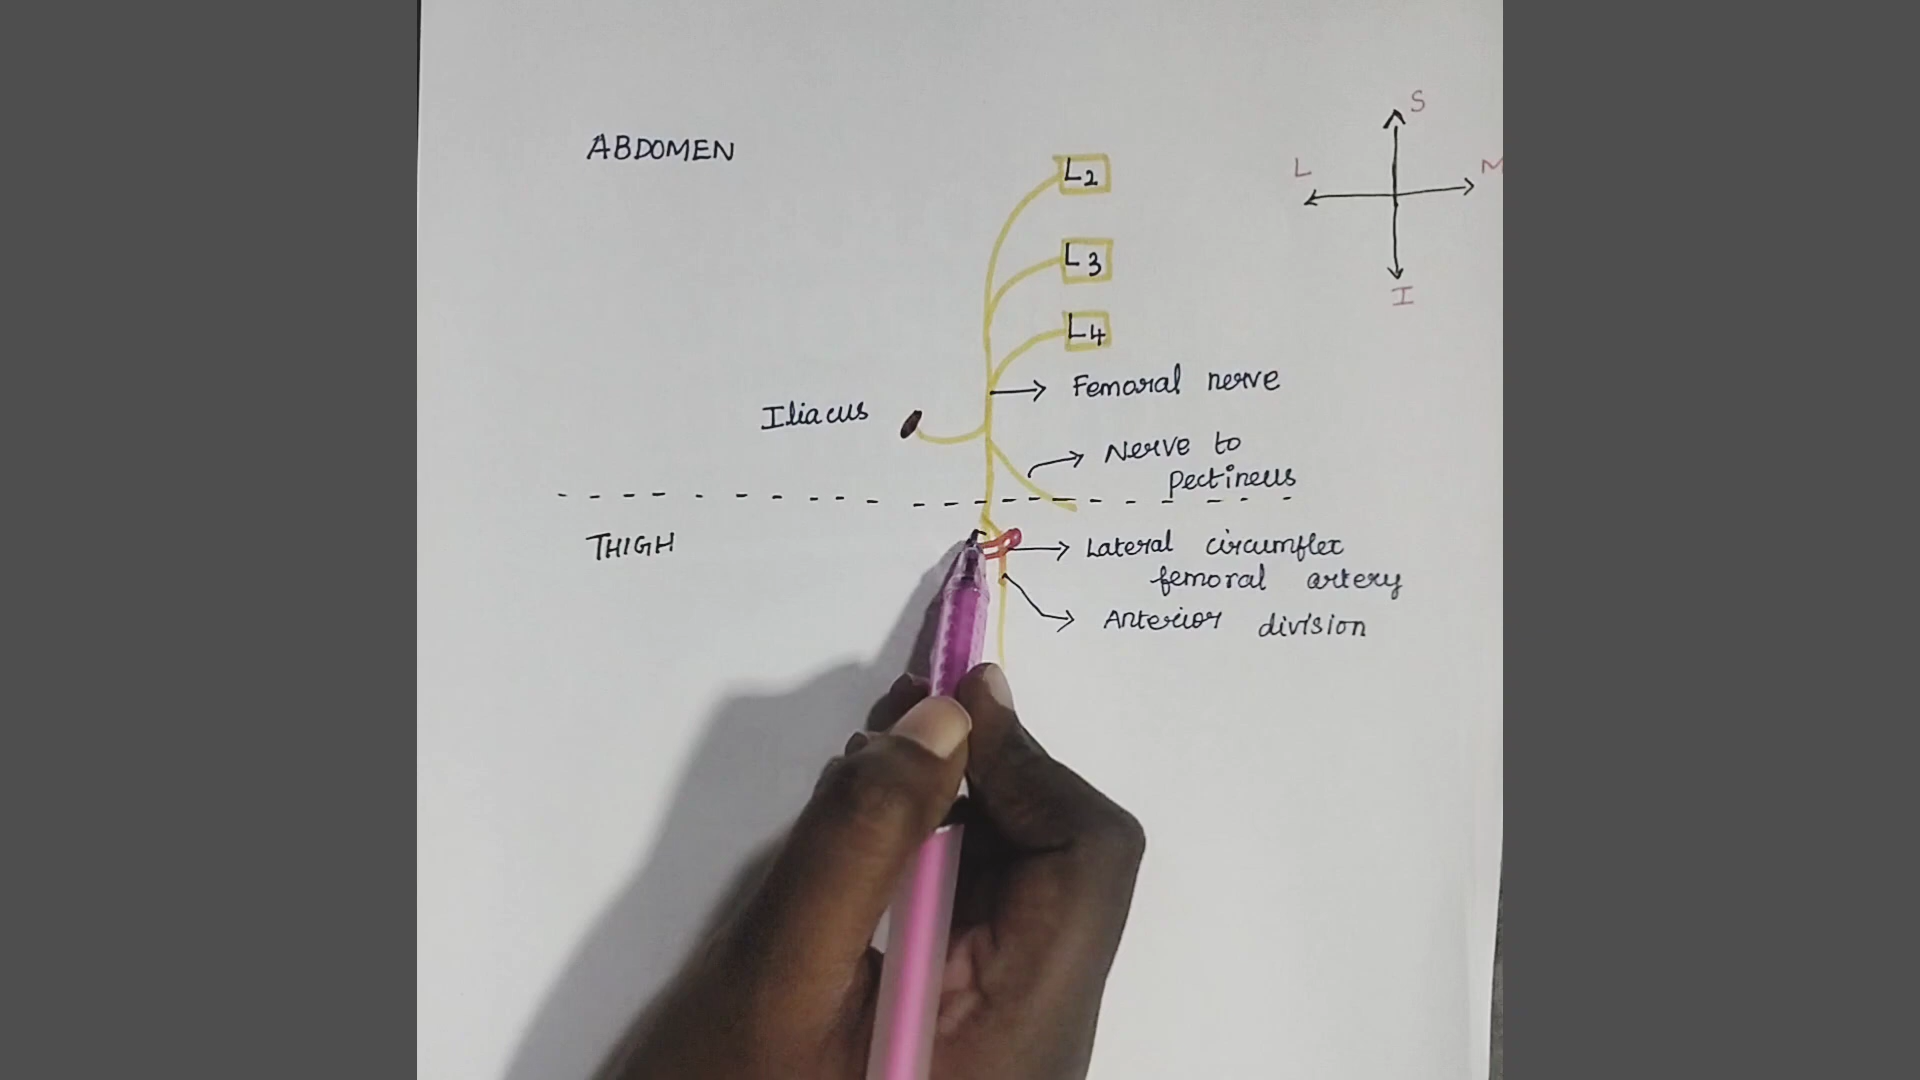 S
ABDOMEN
L M
L2
L3
I
L4
Femoral nerve
Iliacus
Nerve to
Pectineus
THIGH
Lateral circumflex
femoral artery
Anterior division